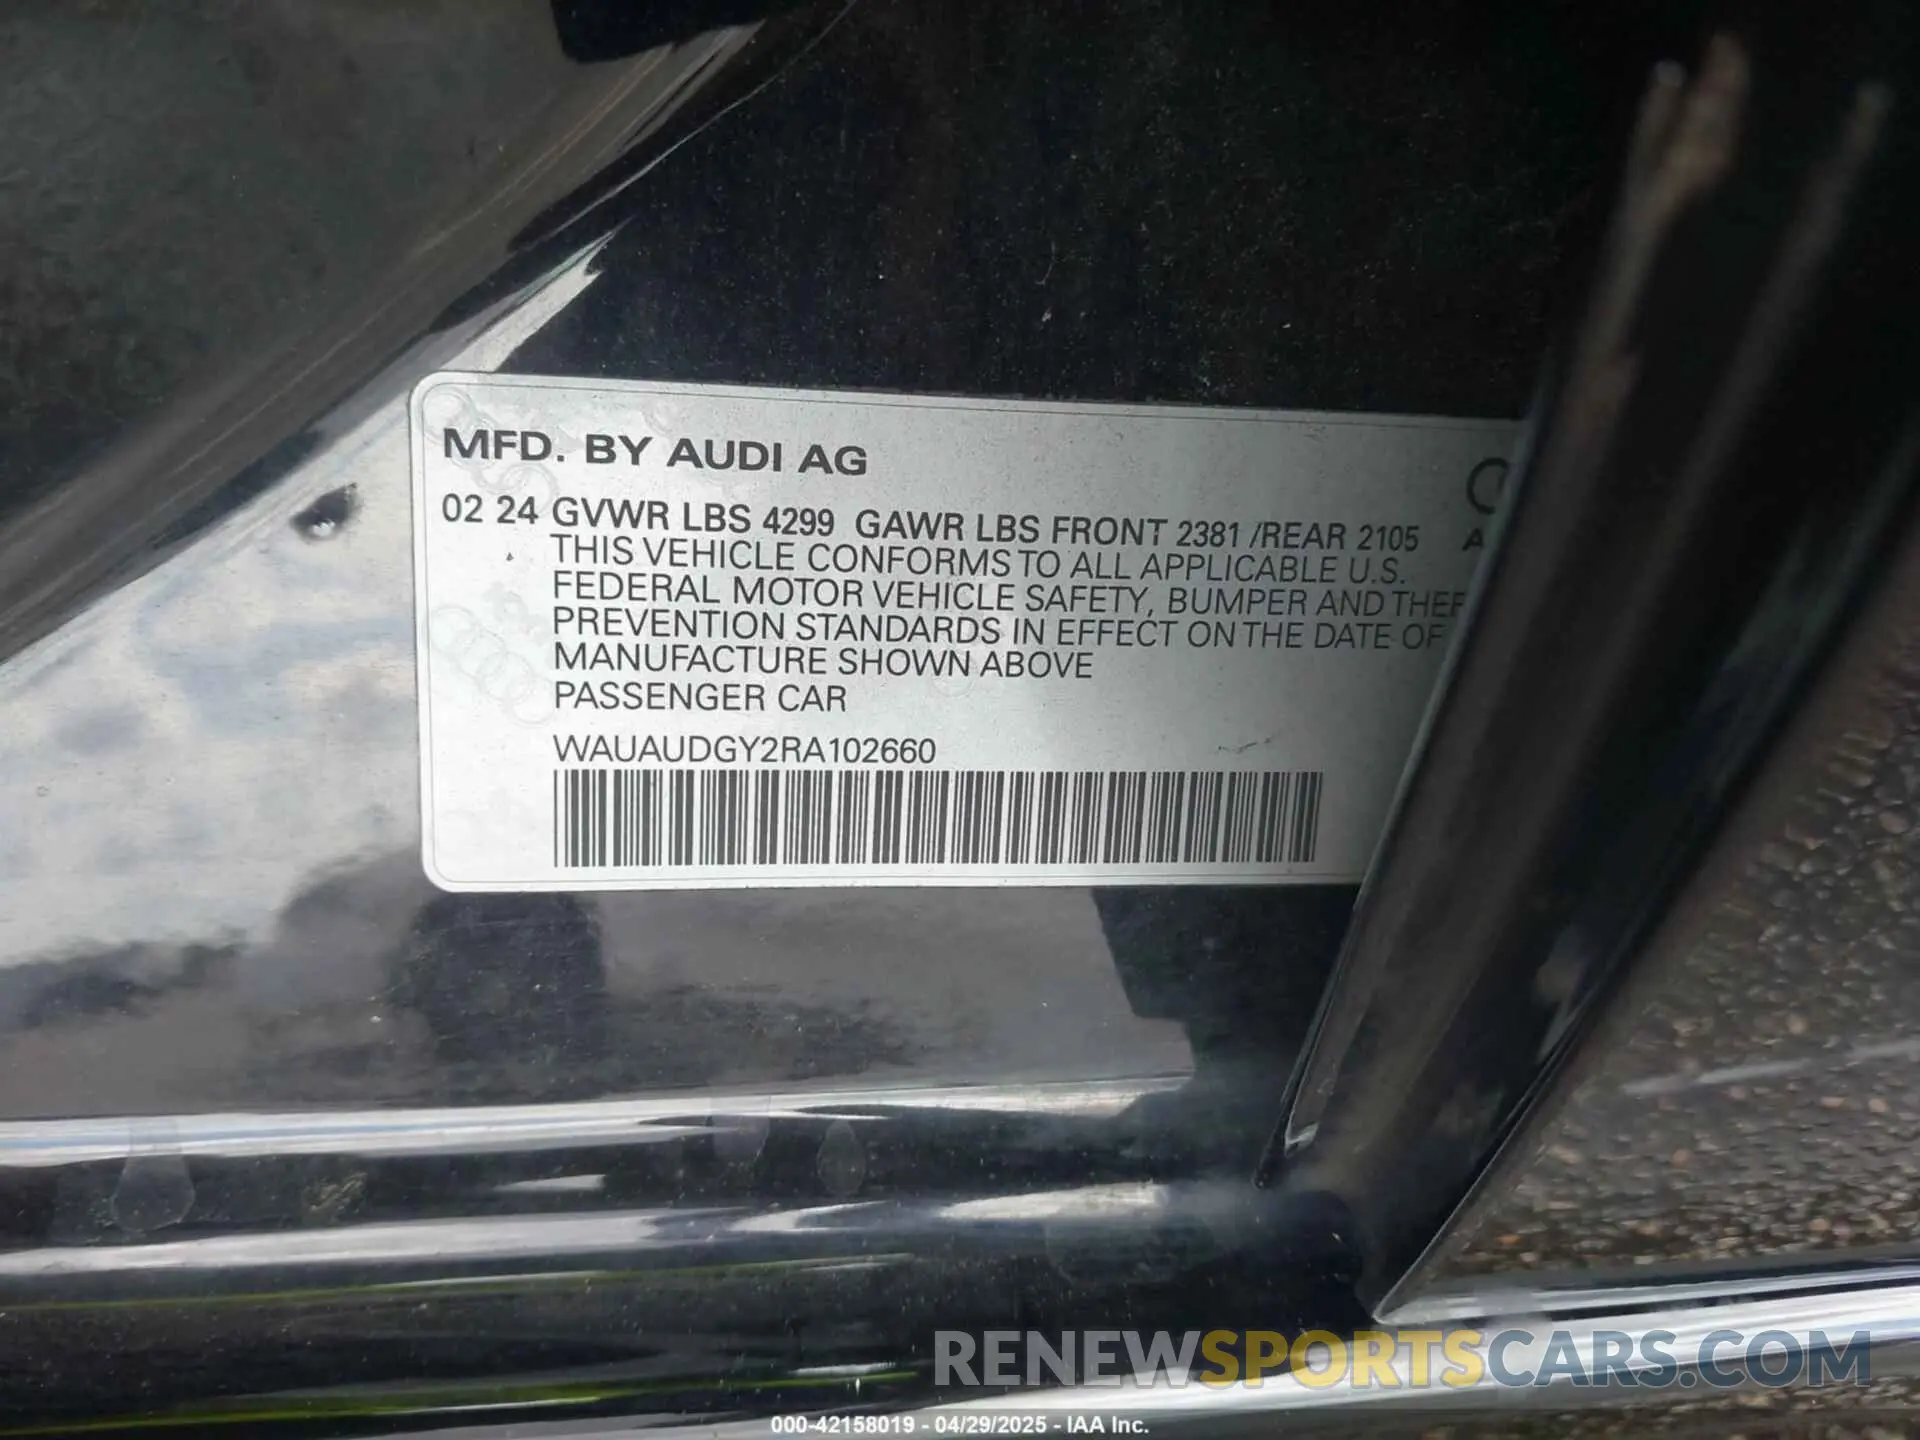 MFD. BY AUDI AG
02 24 GVWR LBS 4299 GAWR LBS FRONT 2381 /REAR 2105
THIS VEHICLE CONFORMS TO ALL APPLICABLE U.S.
FEDERAL MOTOR VEHICLE SAFETY, BUMPER AND THEF
PREVENTION STANDARDS IN EFFECT ON THE DATE OF
MANUFACTURE SHOWN ABOVE
PASSENGER CAR
WAUAUDGY2RA102660
RENEWSPORTSCARS.COM
000-42158019 - 04/29/2025 - IAA Inc.